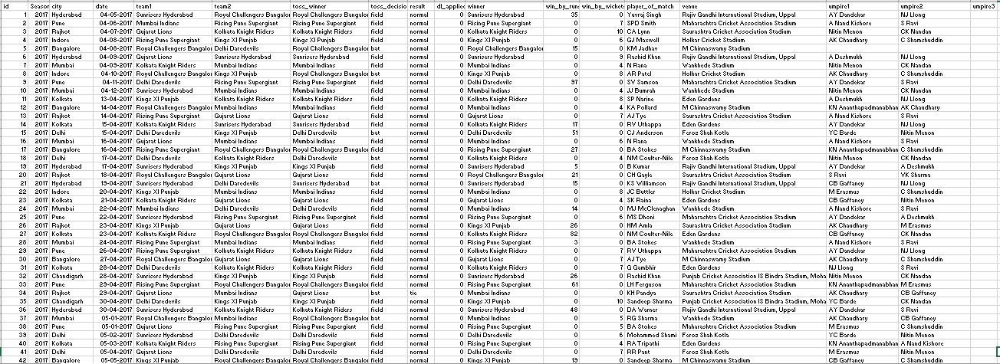 id Season city date team1 team2 toss_winner toss_decisio result dl_applied winner win_by_runs win_by_wickets player_of_match venue umpire1 umpire2 umpire3
1 2017 Hyderabad 04-05-2017 Sunrisers Hyderabad Royal Challengers Bangalor Royal Challengers Bangalor field normal 0 Sunrisers Hyderabad 35 0 Yuvraj Singh Rajiv Gandhi International Stadium, Uppal AY Dandekar NJ Llong
2 2017 Pune 04-06-2017 Mumbai Indians Rising Pune Supergiant Rising Pune Supergiant field normal 0 Rising Pune Supergiant 0 7 SPD Smith Maharashtra Cricket Association Stadium A Nand Kishore S Ravi
3 2017 Rajkot 04-07-2017 Gujarat Lions Kolkata Knight Riders Kolkata Knight Riders field normal 0 Kolkata Knight Riders 0 10 CA Lynn Saurashtra Cricket Association Stadium Nitin Menon CK Nandan
4 2017 Indore 04-08-2017 Rising Pune Supergiant Kings XI Punjab Kings XI Punjab field normal 0 Kings XI Punjab 0 6 GJ Maxwell Holkar Cricket Stadium AK Chaudhary C Shamshuddin
5 2017 Bangalore 04-08-2017 Royal Challengers Bangalor Delhi Daredevils Royal Challengers Bangalor bat normal 0 Royal Challengers Bangalor 15 0 KM Jadhav M Chinnaswamy Stadium
6 2017 Hyderabad 04-09-2017 Gujarat Lions Sunrisers Hyderabad Sunrisers Hyderabad field normal 0 Sunrisers Hyderabad 0 9 Rashid Khan Rajiv Gandhi International Stadium, Uppal A Deshmukh NJ Llong
7 2017 Mumbai 04-09-2017 Kolkata Knight Riders Mumbai Indians Mumbai Indians field normal 0 Mumbai Indians 0 4 N Rana Wankhede Stadium Nitin Menon CK Nandan
8 2017 Indore 04-10-2017 Royal Challengers Bangalor Kings XI Punjab Royal Challengers Bangalor bat normal 0 Kings XI Punjab 0 8 AR Patel Holkar Cricket Stadium AK Chaudhary C Shamshuddin
9 2017 Pune 04-11-2017 Delhi Daredevils Rising Pune Supergiant Rising Pune Supergiant field normal 0 Delhi Daredevils 97 0 SV Samson Maharashtra Cricket Association Stadium AY Dandekar S Ravi
10 2017 Mumbai 04-12-2017 Sunrisers Hyderabad Mumbai Indians Mumbai Indians field normal 0 Mumbai Indians 0 4 JJ Bumrah Wankhede Stadium Nitin Menon CK Nandan
11 2017 Kolkata 13-04-2017 Kings XI Punjab Kolkata Knight Riders Kolkata Knight Riders field normal 0 Kolkata Knight Riders 0 8 SP Narine Eden Gardens A Deshmukh NJ Llong
12 2017 Bangalore 14-04-2017 Royal Challengers Bangalor Mumbai Indians Mumbai Indians field normal 0 Mumbai Indians 0 4 KA Pollard M Chinnaswamy Stadium KN Ananthapadmanabhan AK Chaudhary
13 2017 Rajkot 14-04-2017 Rising Pune Supergiant Gujarat Lions Gujarat Lions field normal 0 Gujarat Lions 0 7 AJ Tye Saurashtra Cricket Association Stadium A Nand Kishore S Ravi
14 2017 Kolkata 15-04-2017 Kolkata Knight Riders Sunrisers Hyderabad Sunrisers Hyderabad field normal 0 Kolkata Knight Riders 17 0 RV Uthappa Eden Gardens AY Dandekar NJ Llong
15 2017 Delhi 15-04-2017 Delhi Daredevils Kings XI Punjab Delhi Daredevils bat normal 0 Delhi Daredevils 51 0 CJ Anderson Feroz Shah Kotla YC Barde Nitin Menon
16 2017 Mumbai 16-04-2017 Gujarat Lions Mumbai Indians Mumbai Indians field normal 0 Mumbai Indians 0 6 N Rana Wankhede Stadium A Nand Kishore S Ravi
17 2017 Bangalore 16-04-2017 Rising Pune Supergiant Royal Challengers Bangalor Royal Challengers Bangalor field normal 0 Rising Pune Supergiant 27 0 BA Stokes M Chinnaswamy Stadium KN Ananthapadmanabhan C Shamshuddin
18 2017 Delhi 17-04-2017 Delhi Daredevils Kolkata Knight Riders Delhi Daredevils bat normal 0 Kolkata Knight Riders 0 4 NM Coulter-Nile Feroz Shah Kotla Nitin Menon CK Nandan
19 2017 Hyderabad 17-04-2017 Sunrisers Hyderabad Kings XI Punjab Kings XI Punjab field normal 0 Sunrisers Hyderabad 5 0 B Kumar Rajiv Gandhi International Stadium, Uppal AY Dandekar A Deshmukh
20 2017 Rajkot 18-04-2017 Royal Challengers Bangalor Gujarat Lions Gujarat Lions field normal 0 Royal Challengers Bangalor 21 0 CH Gayle Saurashtra Cricket Association Stadium S Ravi VK Sharma
21 2017 Hyderabad 19-04-2017 Sunrisers Hyderabad Delhi Daredevils Sunrisers Hyderabad bat normal 0 Sunrisers Hyderabad 15 0 KS Williamson Rajiv Gandhi International Stadium, Uppal CB Gaffaney NJ Llong
22 2017 Indore 20-04-2017 Kings XI Punjab Mumbai Indians Mumbai Indians field normal 0 Mumbai Indians 0 8 JC Buttler Holkar Cricket Stadium M Erasmus C Shamshuddin
23 2017 Kolkata 21-04-2017 Kolkata Knight Riders Gujarat Lions Gujarat Lions field normal 0 Gujarat Lions 0 4 SK Raina Eden Gardens CB Gaffaney Nitin Menon
24 2017 Mumbai 22-04-2017 Mumbai Indians Delhi Daredevils Delhi Daredevils field normal 0 Mumbai Indians 14 0 MJ McClenaghan Wankhede Stadium A Nand Kishore S Ravi
25 2017 Pune 22-04-2017 Sunrisers Hyderabad Rising Pune Supergiant Rising Pune Supergiant field normal 0 Rising Pune Supergiant 0 6 MS Dhoni Maharashtra Cricket Association Stadium AY Dandekar A Deshmukh
26 2017 Rajkot 23-04-2017 Kings XI Punjab Gujarat Lions Gujarat Lions field normal 0 Kings XI Punjab 26 0 HM Amla Saurashtra Cricket Association Stadium AK Chaudhary M Erasmus
27 2017 Kolkata 23-04-2017 Kolkata Knight Riders Royal Challengers Bangalor Royal Challengers Bangalor field normal 0 Kolkata Knight Riders 82 0 NM Coulter-Nile Eden Gardens CB Gaffaney CK Nandan
28 2017 Mumbai 24-04-2017 Rising Pune Supergiant Mumbai Indians Mumbai Indians field normal 0 Rising Pune Supergiant 3 0 BA Stokes Wankhede Stadium A Nand Kishore S Ravi
29 2017 Pune 26-04-2017 Rising Pune Supergiant Kolkata Knight Riders Kolkata Knight Riders field normal 0 Kolkata Knight Riders 0 7 RV Uthappa Maharashtra Cricket Association Stadium AY Dandekar NJ Llong
30 2017 Bangalore 27-04-2017 Royal Challengers Bangalor Gujarat Lions Gujarat Lions field normal 0 Gujarat Lions 0 7 AJ Tye M Chinnaswamy Stadium AK Chaudhary C Shamshuddin
31 2017 Kolkata 28-04-2017 Delhi Daredevils Kolkata Knight Riders Kolkata Knight Riders field normal 0 Kolkata Knight Riders 0 7 G Gambhir Eden Gardens NJ Llong S Ravi
32 2017 Chandigarh 28-04-2017 Sunrisers Hyderabad Kings XI Punjab Kings XI Punjab field normal 0 Sunrisers Hyderabad 26 0 Rashid Khan Punjab Cricket Association IS Bindra Stadium, Moha Nitin Menon CK Nandan
33 2017 Pune 29-04-2017 Rising Pune Supergiant Royal Challengers Bangalor Royal Challengers Bangalor field normal 0 Rising Pune Supergiant 61 0 LH Ferguson Maharashtra Cricket Association Stadium KN Ananthapadmanabhan C Shamshuddin
34 2017 Rajkot 29-04-2017 Gujarat Lions Mumbai Indians Gujarat Lions bat tie 0 Mumbai Indians 0 0 KH Pandya Saurashtra Cricket Association Stadium AK Chaudhary CB Gaffaney
35 2017 Chandigarh 30-04-2017 Delhi Daredevils Kings XI Punjab Kings XI Punjab field normal 0 Kings XI Punjab 0 10 Sandeep Sharma Punjab Cricket Association IS Bindra Stadium, Moha YC Barde CK Nandan
36 2017 Hyderabad 30-04-2017 Sunrisers Hyderabad Kolkata Knight Riders Kolkata Knight Riders field normal 0 Sunrisers Hyderabad 48 0 DA Warner Rajiv Gandhi International Stadium, Uppal AY Dandekar S Ravi
37 2017 Mumbai 05-01-2017 Royal Challengers Bangalor Mumbai Indians Royal Challengers Bangalor bat normal 0 Mumbai Indians 0 5 RG Sharma Wankhede Stadium AK Chaudhary CB Gaffaney
38 2017 Pune 05-01-2017 Gujarat Lions Rising Pune Supergiant Rising Pune Supergiant field normal 0 Rising Pune Supergiant 0 5 BA Stokes Maharashtra Cricket Association Stadium M Erasmus C Shamshuddin
39 2017 Delhi 05-02-2017 Sunrisers Hyderabad Delhi Daredevils Delhi Daredevils field normal 0 Delhi Daredevils 0 6 Mohammed Shami Feroz Shah Kotla YC Barde Nitin Menon
40 2017 Kolkata 05-03-2017 Kolkata Knight Riders Rising Pune Supergiant Rising Pune Supergiant field normal 0 Rising Pune Supergiant 0 4 RA Tripathi Eden Gardens KN Ananthapadmanabhan A Nand Kishore
41 2017 Delhi 05-04-2017 Gujarat Lions Delhi Daredevils Delhi Daredevils field normal 0 Delhi Daredevils 0 7 RR Pant Feroz Shah Kotla M Erasmus Nitin Menon
42 2017 Bangalore 05-05-2017 Kings XI Punjab Royal Challengers Bangalor Royal Challengers Bangalor field normal 0 Kings XI Punjab 19 0 Sandeep Sharma M Chinnaswamy Stadium CB Gaffaney C Shamshuddin